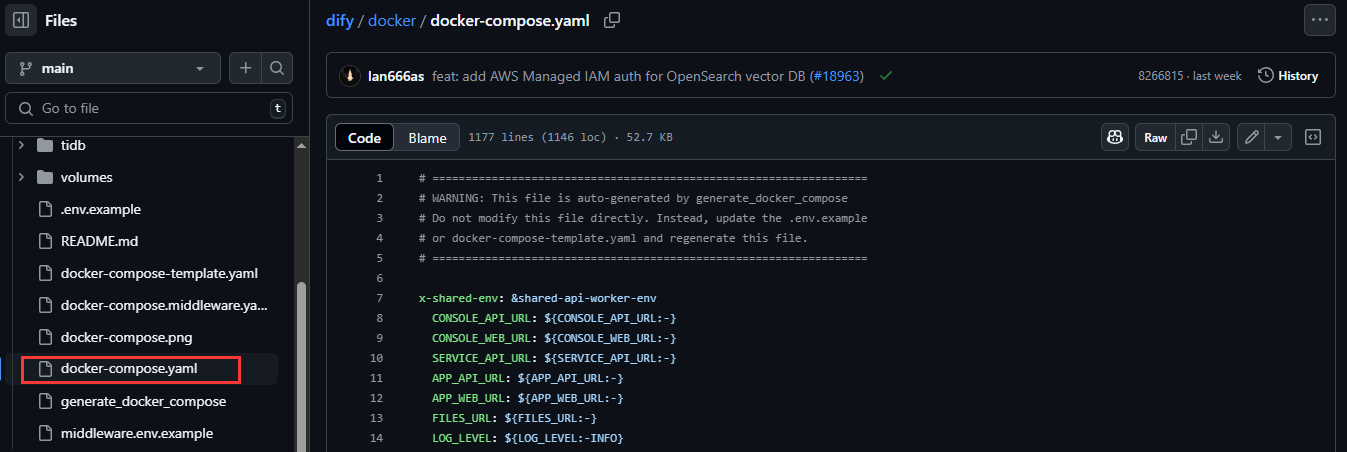 Files
main
Go to file
t
tidb
volumes
.env.example
README.md
docker-compose-template.yaml
docker-compose.middleware.ya...
docker-compose.png
docker-compose.yaml
generate_docker_compose
middleware.env.example
dify / docker / docker-compose.yaml
lan666as feat: add AWS Managed IAM auth for OpenSearch vector DB (#18963)
8266815 · last week
History
Code Blame 1177 lines (1146 loc) · 52.7 KB
Raw
1 # ==================================================================
2 # WARNING: This file is auto-generated by generate_docker_compose
3 # Do not modify this file directly. Instead, update the .env.example
4 # or docker-compose-template.yaml and regenerate this file.
5 # ==================================================================
6
7 x-shared-env: &shared-api-worker-env
8 CONSOLE_API_URL: ${CONSOLE_API_URL:-}
9 CONSOLE_WEB_URL: ${CONSOLE_WEB_URL:-}
10 SERVICE_API_URL: ${SERVICE_API_URL:-}
11 APP_API_URL: ${APP_API_URL:-}
12 APP_WEB_URL: ${APP_WEB_URL:-}
13 FILES_URL: ${FILES_URL:-}
14 LOG_LEVEL: ${LOG_LEVEL:-INFO}